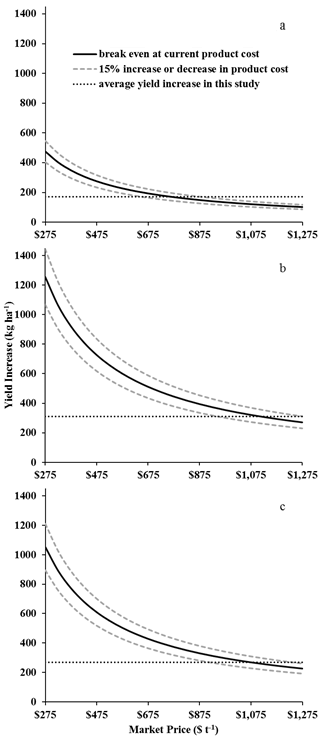 1400
a
1200
break even at current product cost
15% increase or decrease in product cost
1000
average yield increase in this study
800
600
400
200
0
$275 $475 $675 $875 $1,075 $1,275
1400
b
1200
1000
800
600
400
200
0
$275 $475 $675 $875 $1,075 $1,275
Yield Increase (kg ha-1)
1400
c
1200
1000
800
600
400
200
0
$275 $475 $675 $875 $1,075 $1,275
Market Price ($ t-1)